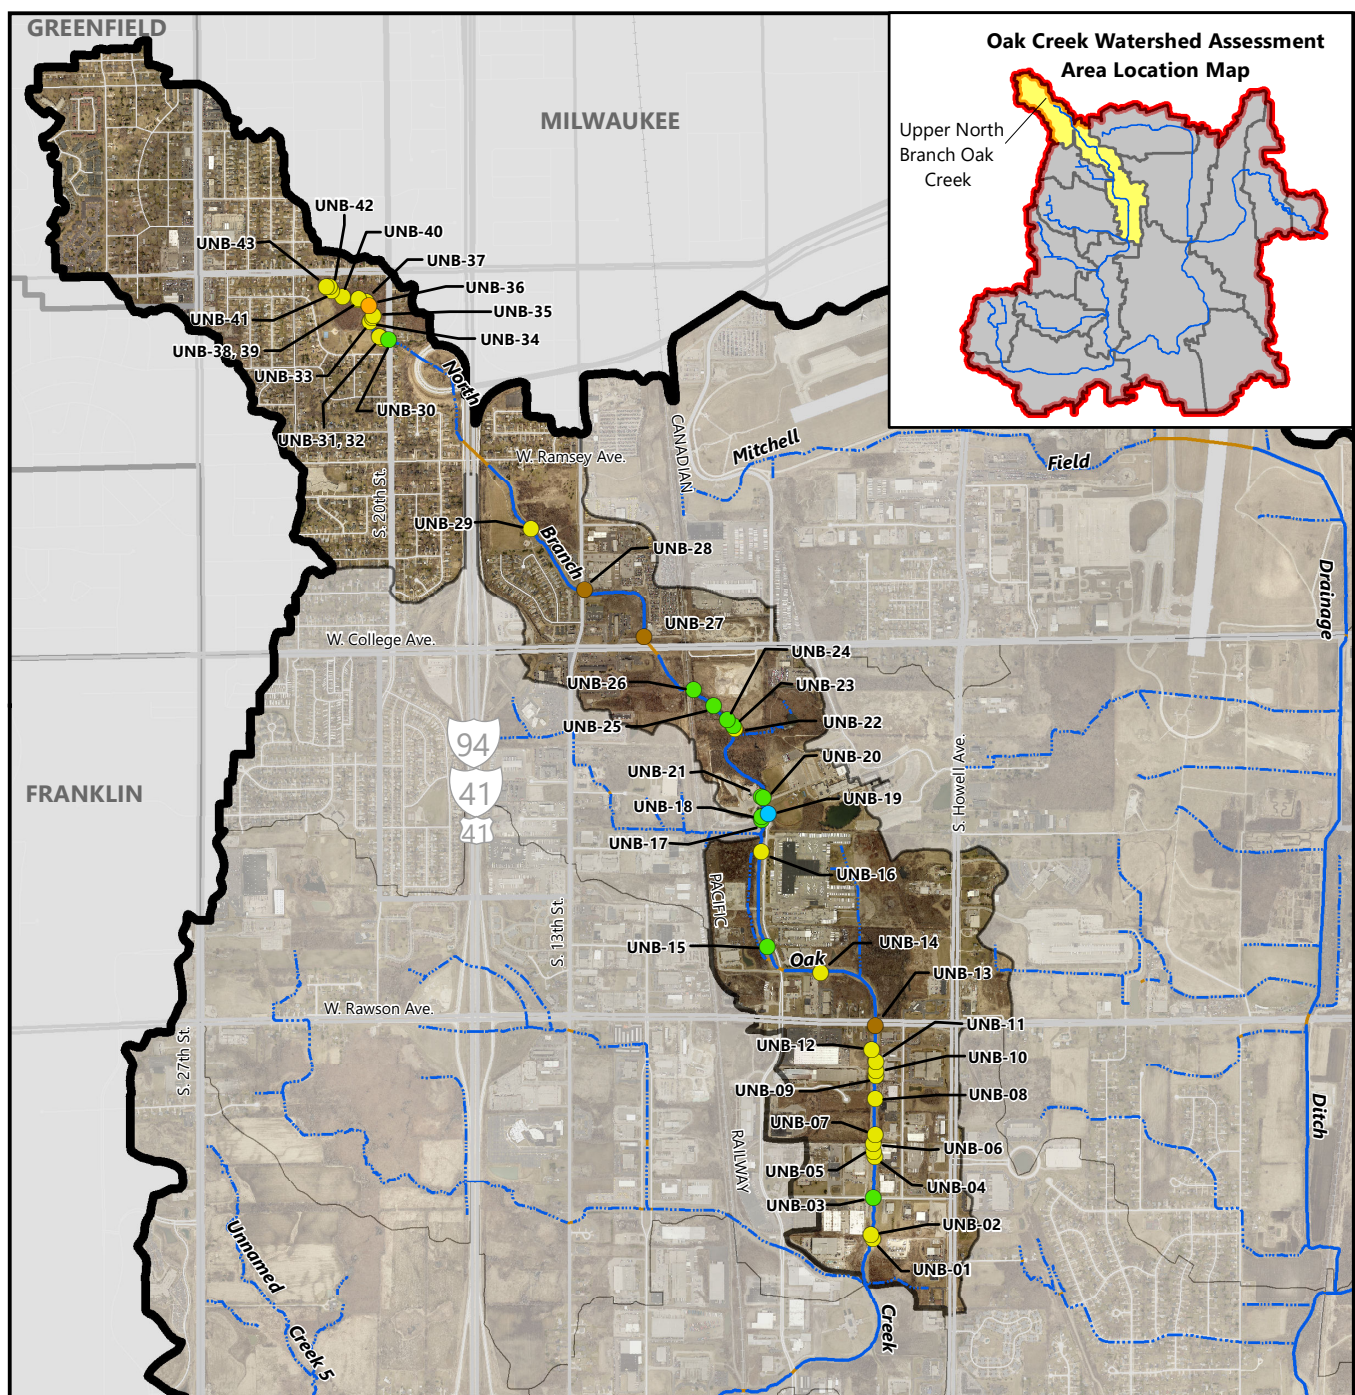 GREENFIELD
MILWAUKEE
Oak Creek Watershed Assessment
Area Location Map
Upper North
Branch Oak
Creek
UNB-42
UNB-43
UNB-40
UNB-37
UNB-36
UNB-35
UNB-41
UNB-34
UNB-38, 39
UNB-33
UNB-30
UNB-31, 32
North
CANADIAN
Mitchell
Field
W. Ramsey Ave.
S. 20th St.
UNB-29
Branch
UNB-28
Drainage
UNB-27
W. College Ave.
UNB-24
UNB-26
UNB-23
UNB-25
UNB-22
94
41
41
UNB-20
UNB-21
S. Howell Ave.
FRANKLIN
UNB-18
UNB-19
UNB-17
UNB-16
PACIFIC
S. 13th St.
UNB-15
UNB-14
Oak
UNB-13
W. Rawson Ave.
UNB-11
S. 27th St.
UNB-12
UNB-10
UNB-09
UNB-08
UNB-07
Ditch
UNB-06
RAILWAY
UNB-05
UNB-04
UNB-03
UNB-02
Unnamed
UNB-01
Creek
Creek 5